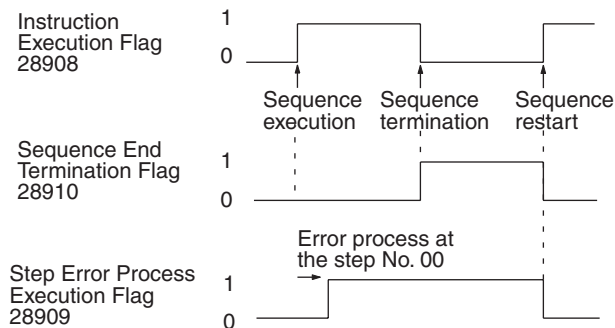 Instruction
Execution Flag
28908
1
0
Sequence
execution
Sequence
termination
Sequence
restart
Sequence End
Termination Flag
28910
1
0
Error process at
the step No. 00
Step Error Process
Execution Flag
28909
1
0